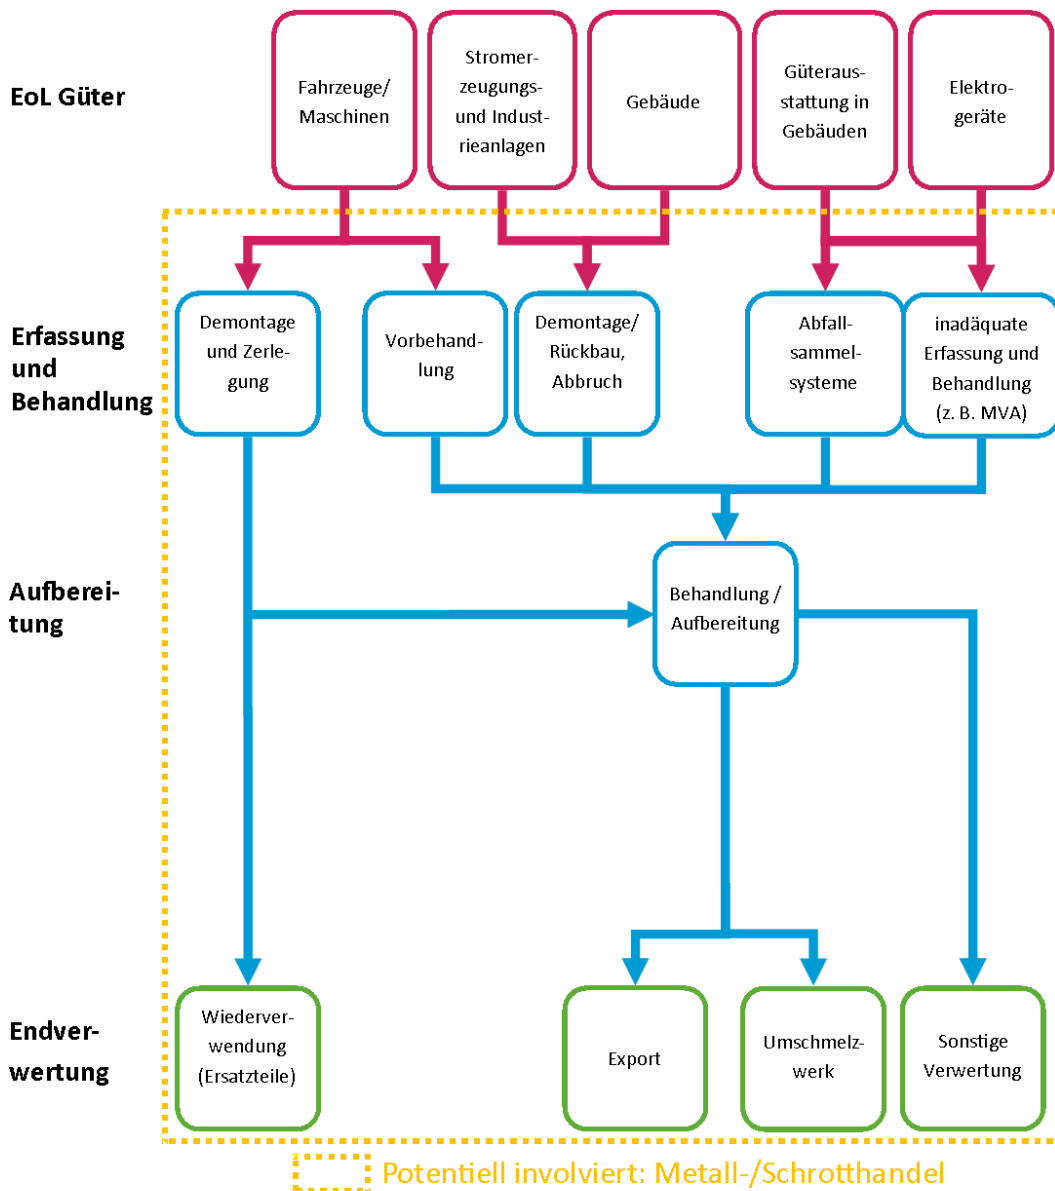 EoL Güter
Fahrzeuge/
Maschinen
Stromer-
zeugungs-
und Indust-
rieanlagen
Gebäude
Güteraus-
stattung in
Gebäuden
Elektro-
geräte
Erfassung
und
Behandlung
Demontage
und Zerle-
gung
Vorbehand-
lung
Demontage/
Rückbau,
Abbruch
Abfall-
sammel-
systeme
inadäquate
Erfassung und
Behandlung
(z. B. MVA)
Aufberei-
tung
Behandlung /
Aufbereitung
Endver-
wertung
Wiederver-
wendung
(Ersatzteile)
Export
Umschmelz-
werk
Sonstige
Verwertung
Potentiell involviert: Metall-/Schrotthandel